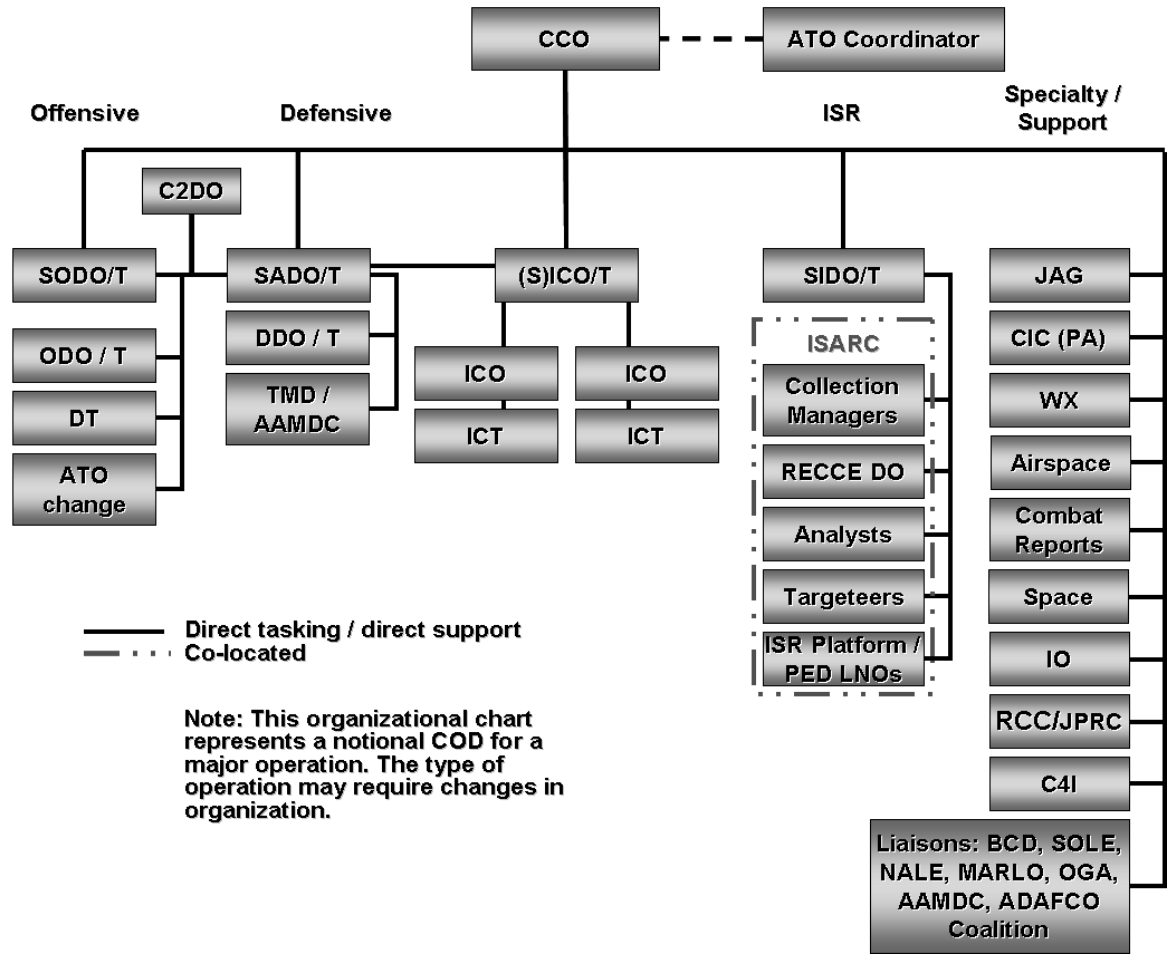 CCO
ATO Coordinator
Offensive
Defensive
ISR
Specialty /
Support
C2DO
SODO/T
SADO/T
(S)ICO/T
SIDO/T
JAG
ODO / T
DDO / T
ISARC
CIC (PA)
DT
TMD /
AAMDC
ICO
ICO
Collection
Managers
WX
ICT
ICT
ATO
change
RECCE DO
Airspace
Analysts
Combat
Reports
Targeteers
Space
ISR Platform /
PED LNOs
IO
RCC/JPRC
C4I
Liaisons: BCD, SOLE,
NALE, MARLO, OGA,
AAMDC, ADAFCO
Coalition
Direct tasking / direct support
Co-located
Note: This organizational chart
represents a notional COD for a
major operation. The type of
operation may require changes in
organization.